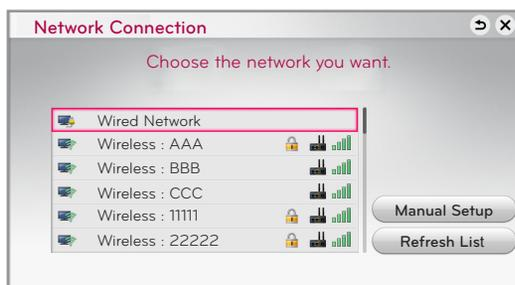 Network Connection
Choose the network you want.
Wired Network
Wireless : AAA
Wireless : BBB
Wireless : CCC
Wireless : 11111
Wireless : 22222
Manual Setup
Refresh List